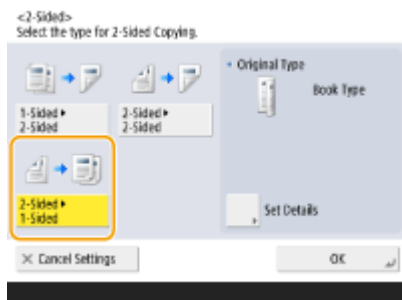 <2-Sided>
Select the type for 2-Sided Copying.
Original Type
Book Type
1-Sided▶
2-Sided
2-Sided▶
2-Sided
2-Sided▶
1-Sided
Set Details
× Cancel Settings
OK